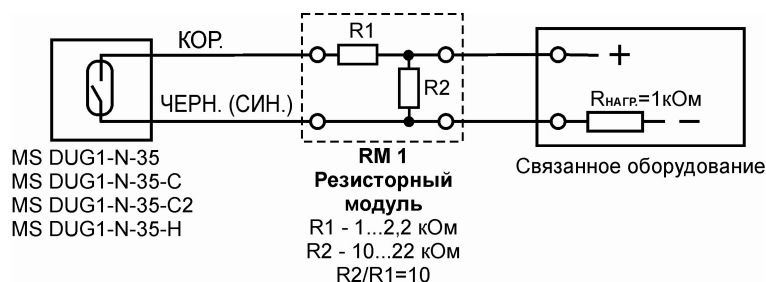 КОР.
R1
R2
ЧЕРН. (СИН.)
+
Rнагр.=1кОм
MS DUG1-N-35
MS DUG1-N-35-C
MS DUG1-N-35-C2
MS DUG1-N-35-H
RM 1
Резисторный
модуль
R1 - 1...2,2 кОм
R2 - 10...22 кОм
R2/R1=10
Связанное оборудование